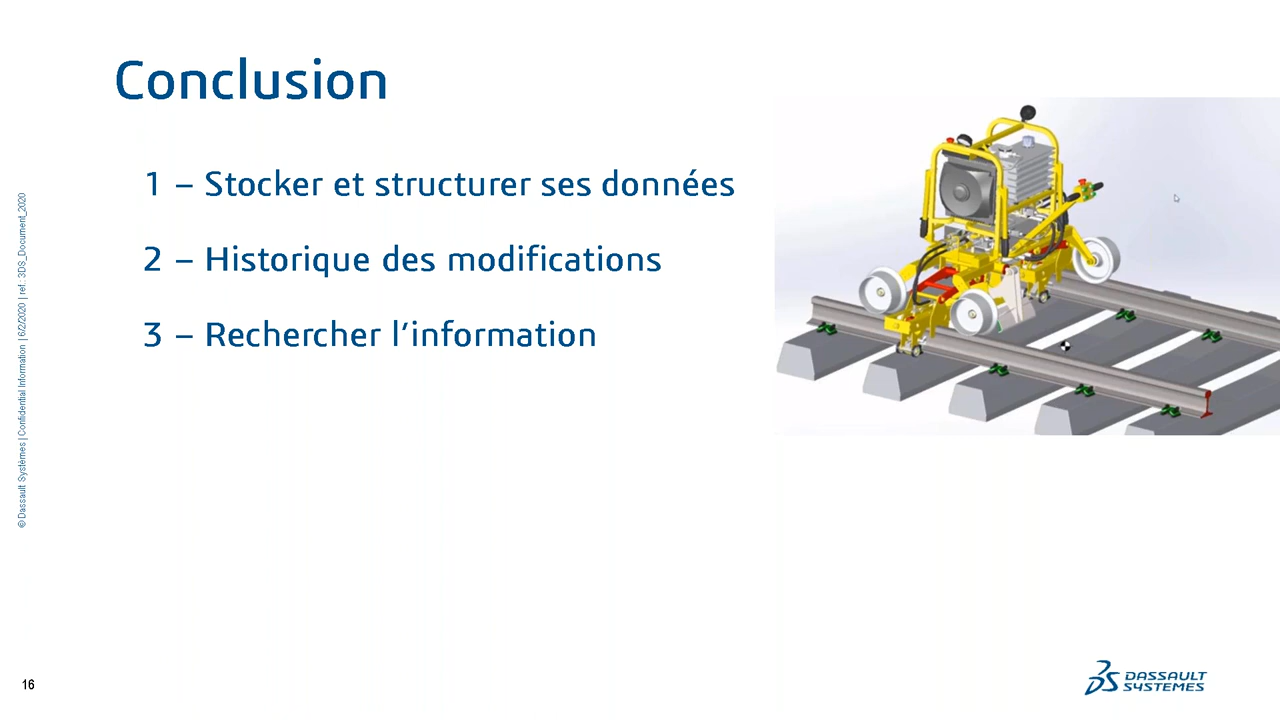 Conclusion
1 – Stocker et structurer ses données
2 – Historique des modifications
3 – Rechercher l’information
© Dassault Systèmes | Confidential Information | 6/2/2020 | ref.: 3DS_Document_2020
16
DASSAULT
SYSTEMES